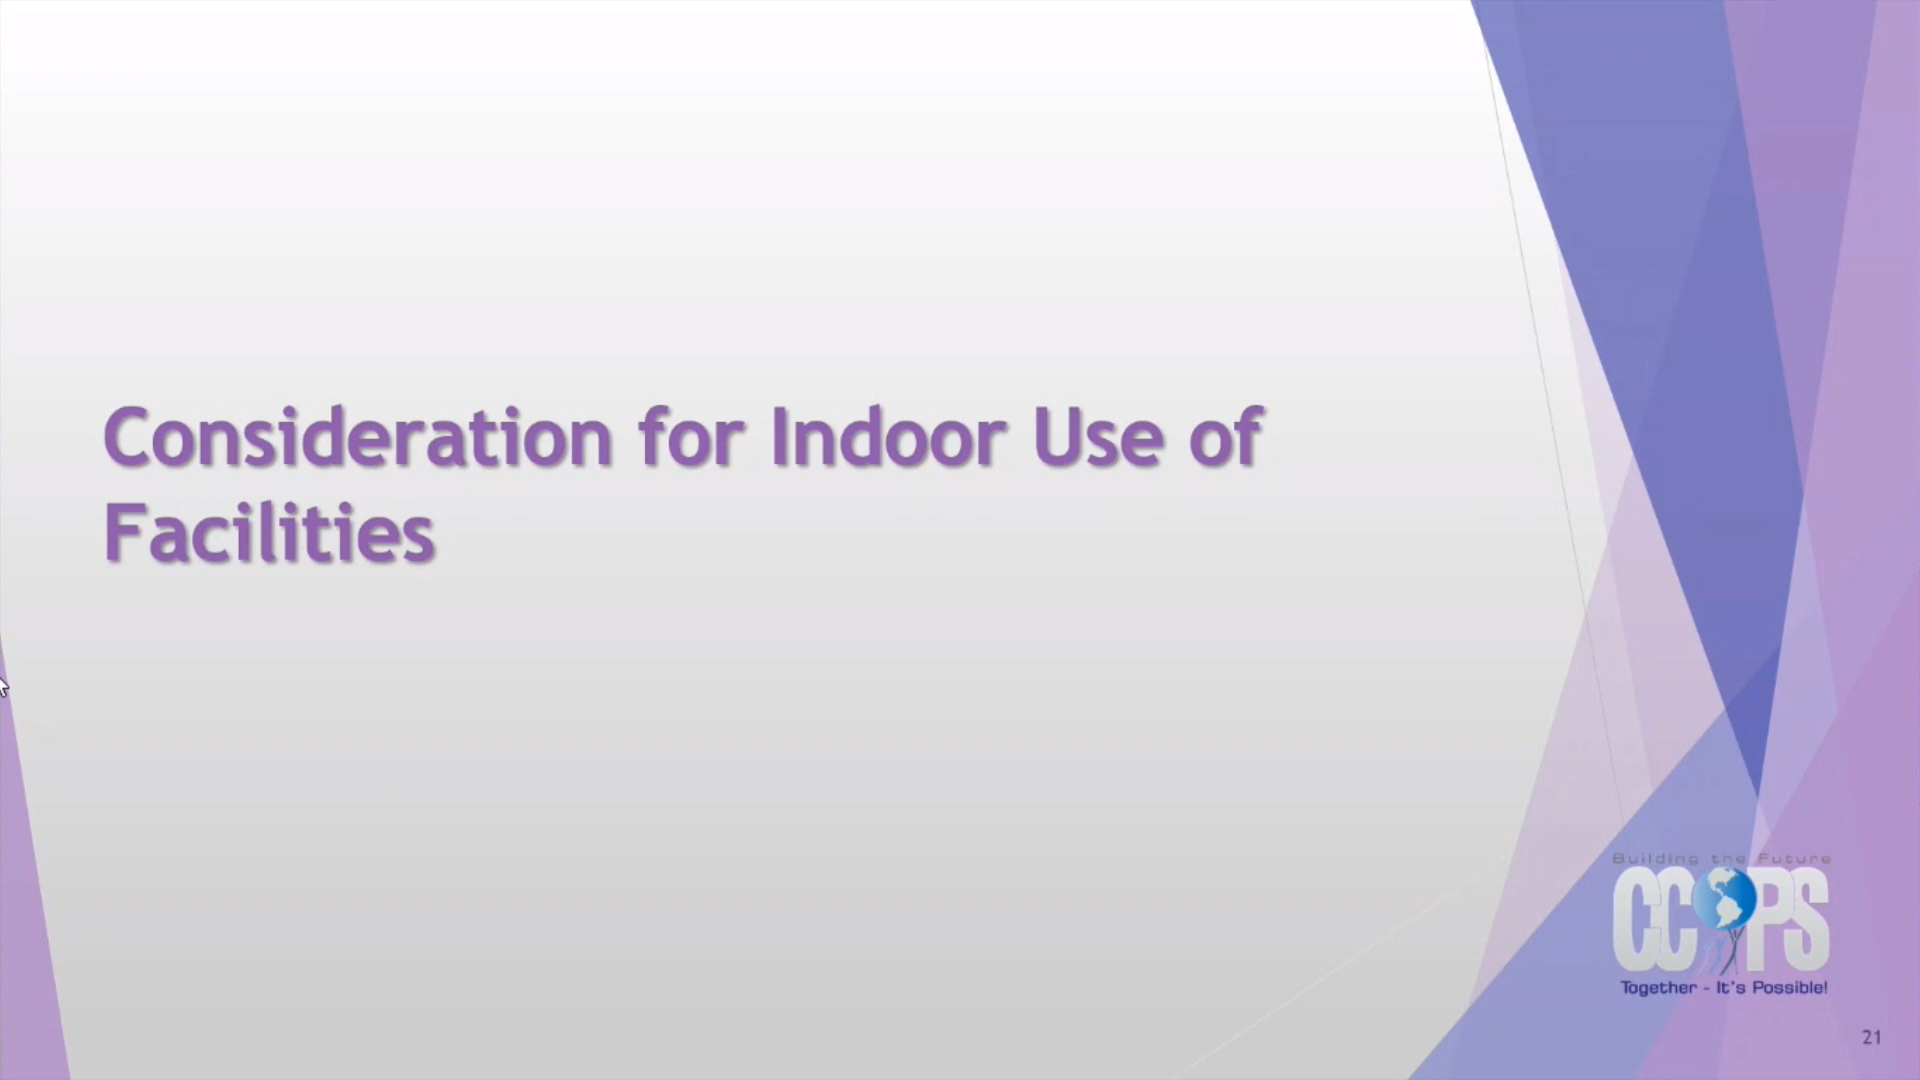 Consideration for Indoor Use of
Facilities
Building the Future
CCPS
Together - It's Possible!
21